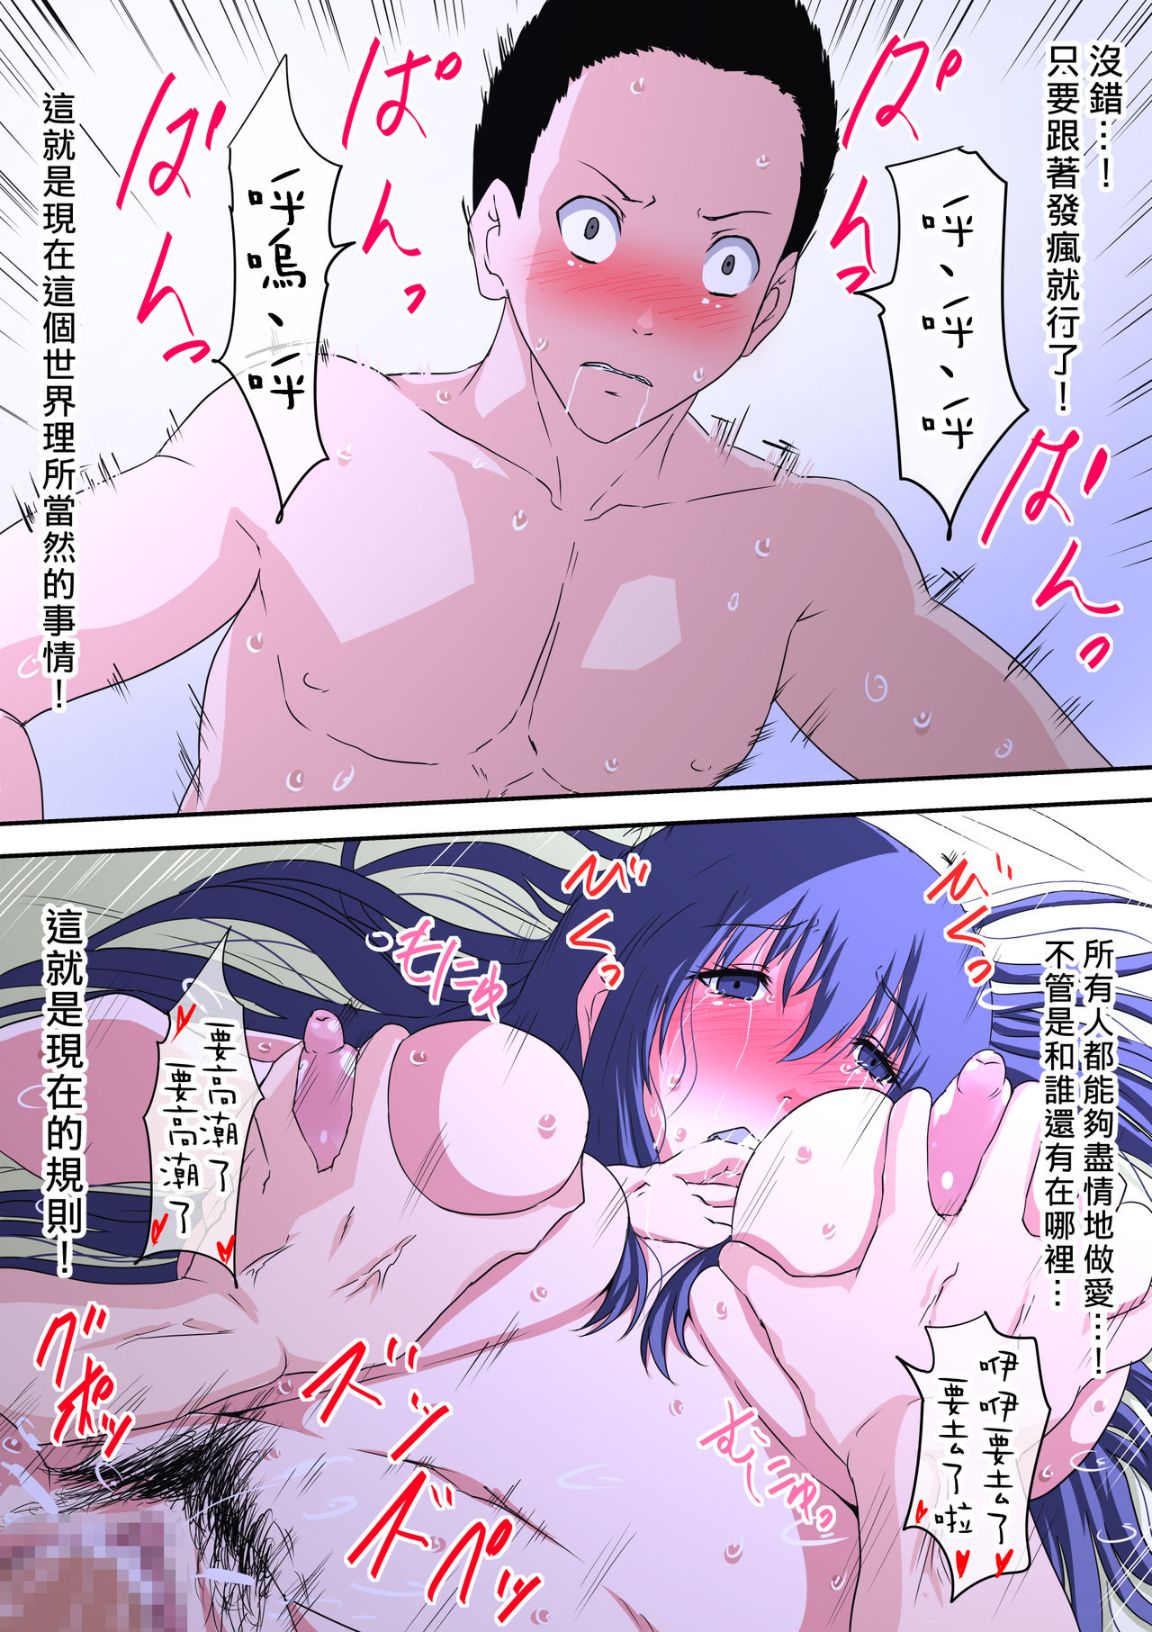 沒錯…！
只要跟著發瘋就行了！
ぱんっ
ぱんっ
呼、呼、呼
ぱんっ
呼嗚、呼
ぱんっ
這就是現在這個世界理所當然的事情！
所有人都能夠盡情地做愛…！
不管是和誰還有在哪裡…
びくっ
びくっ
もにゅ
要高潮了
要高潮了
這就是現在的規則！
咿咿要去了
要去了啦
むにゅっ
グポッ
ズッ
ズペッ